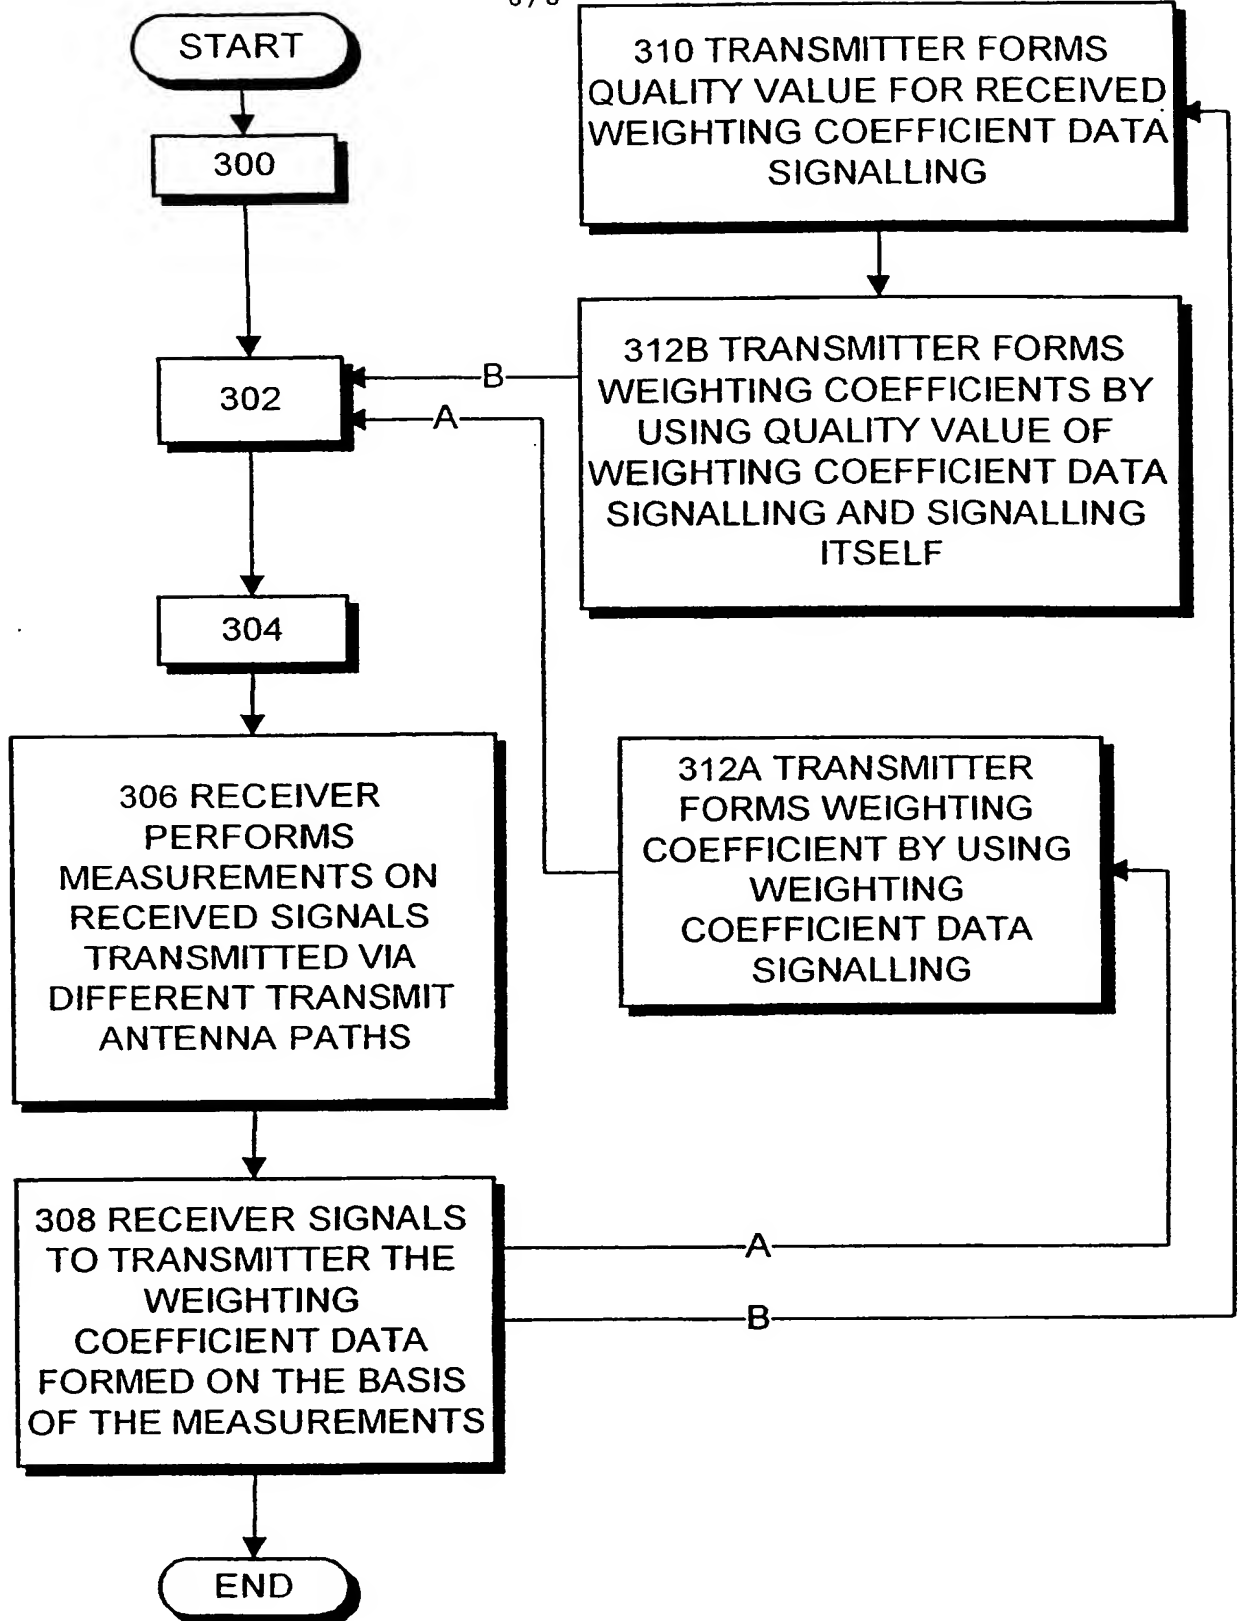 START
300
302
304
306 RECEIVER
PERFORMS
MEASUREMENTS ON
RECEIVED SIGNALS
TRANSMITTED VIA
DIFFERENT TRANSMIT
ANTENNA PATHS
308 RECEIVER SIGNALS
TO TRANSMITTER THE
WEIGHTING
COEFFICIENT DATA
FORMED ON THE BASIS
OF THE MEASUREMENTS
END
310 TRANSMITTER FORMS
QUALITY VALUE FOR RECEIVED
WEIGHTING COEFFICIENT DATA
SIGNALLING
312B TRANSMITTER FORMS
WEIGHTING COEFFICIENTS BY
USING QUALITY VALUE OF
WEIGHTING COEFFICIENT DATA
SIGNALLING AND SIGNALLING
ITSELF
B
A
312A TRANSMITTER
FORMS WEIGHTING
COEFFICIENT BY USING
WEIGHTING
COEFFICIENT DATA
SIGNALLING
A
B